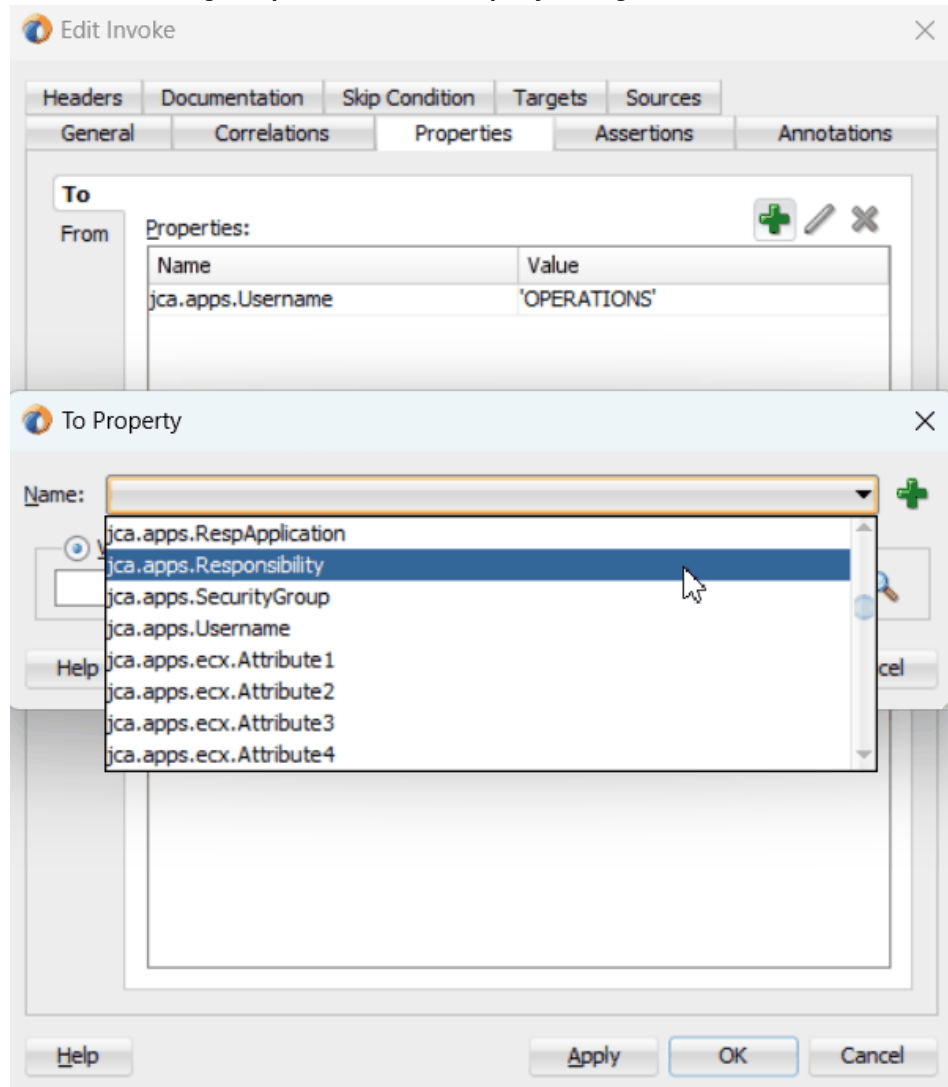 Edit Invoke
Headers Documentation Skip Condition Targets Sources
General Correlations Properties Assertions Annotations
To
From
Properties:
Name Value
jca.apps.Username 'OPERATIONS'
To Property
Name:
jca.apps.RespApplication
jca.apps.Responsibility
jca.apps.SecurityGroup
jca.apps.Username
Help
jca.apps.ecx.Attribute1
cel
jca.apps.ecx.Attribute2
jca.apps.ecx.Attribute3
jca.apps.ecx.Attribute4
Help Apply OK Cancel